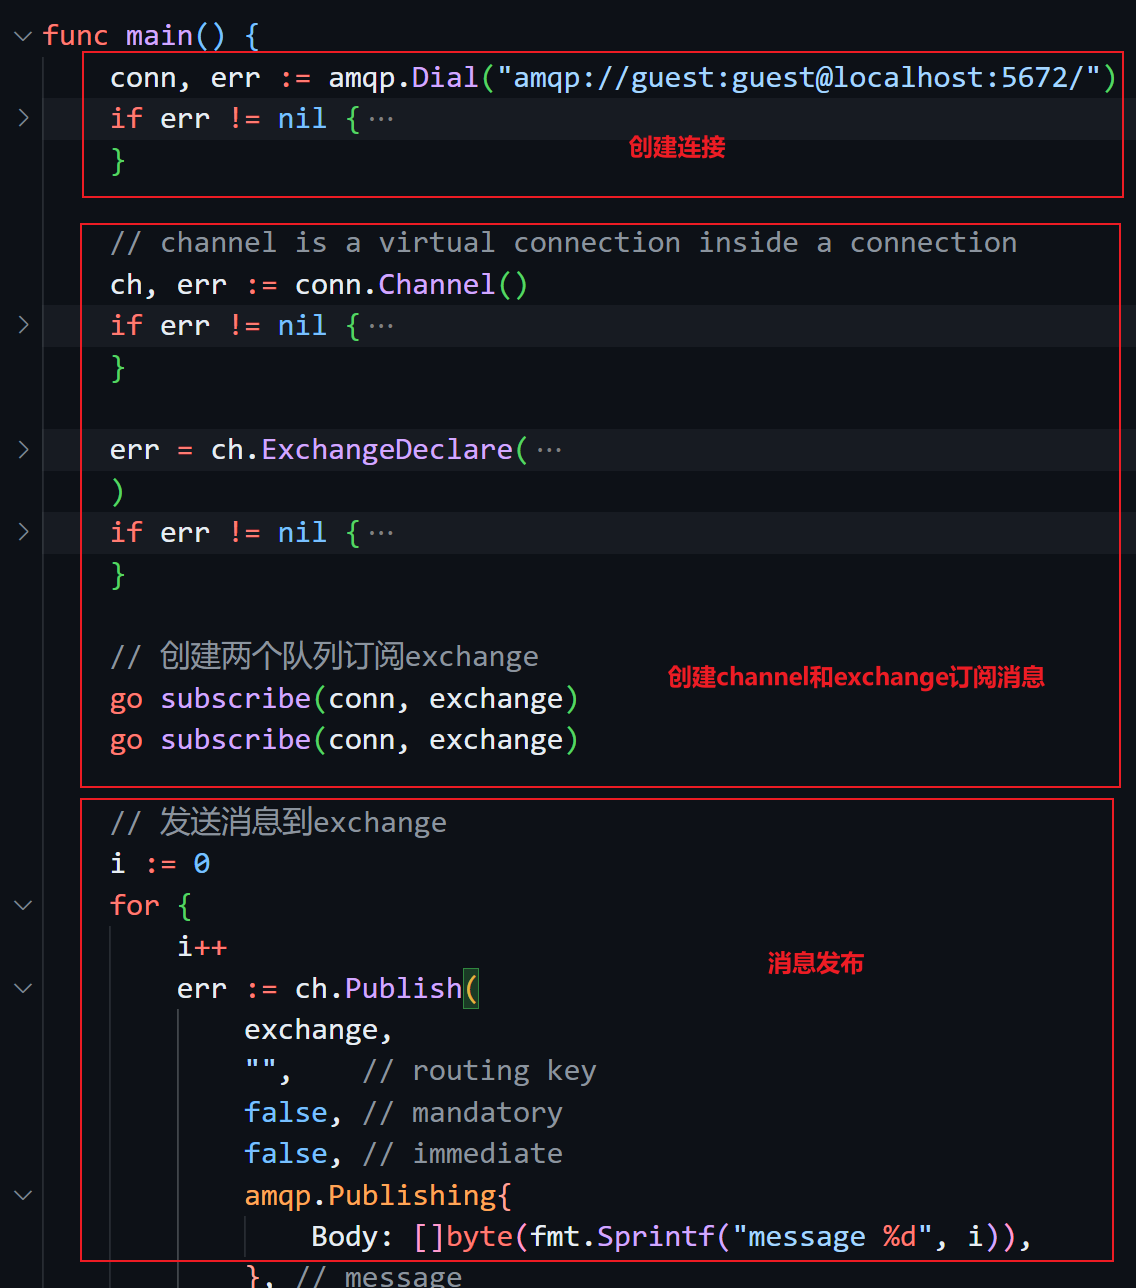 func main() {
conn, err := amqp.Dial("amqp://guest:guest@localhost:5672/")
if err != nil { ···
创建连接
}
// channel is a virtual connection inside a connection
ch, err := conn.Channel()
if err != nil { ···
}
err = ch.ExchangeDeclare( ···
)
if err != nil { ···
}
// 创建两个队列订阅exchange
创建channel和exchange订阅消息
go subscribe(conn, exchange)
go subscribe(conn, exchange)
// 发送消息到exchange
i := 0
for {
i++
消息发布
err := ch.Publish(
exchange,
"", // routing key
false, // mandatory
false, // immediate
amqp.Publishing{
Body: []byte(fmt.Sprintf("message %d", i)),
}, // message